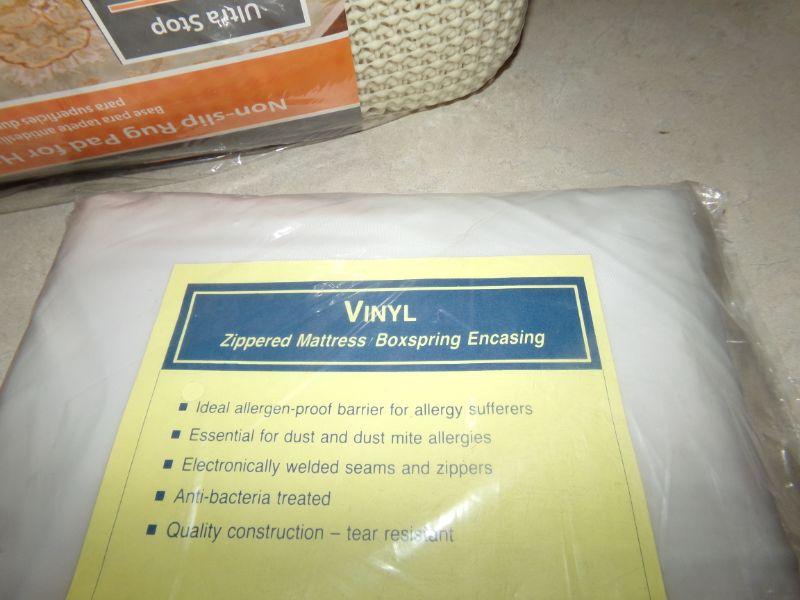 Ultra Stop
Non-slip Rug Pad for H
Base para tapete antidesli
para superficies du
VINYL
Zippered Mattress/Boxspring Encasing
▪ Ideal allergen-proof barrier for allergy sufferers
▪ Essential for dust and dust mite allergies
▪ Electronically welded seams and zippers
▪ Anti-bacteria treated
▪ Quality construction – tear resistant